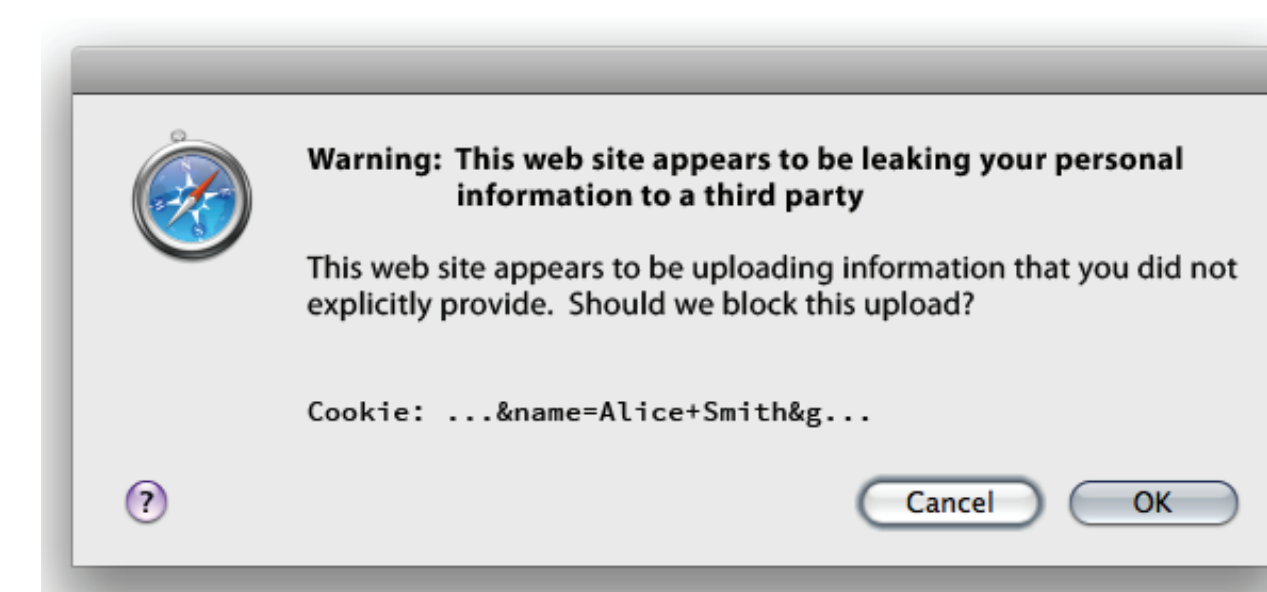 Warning: This web site appears to be leaking your personal
information to a third party
This web site appears to be uploading information that you did not
explicitly provide. Should we block this upload?
Cookie: ...&name=Alice+Smith&g...
? Cancel OK